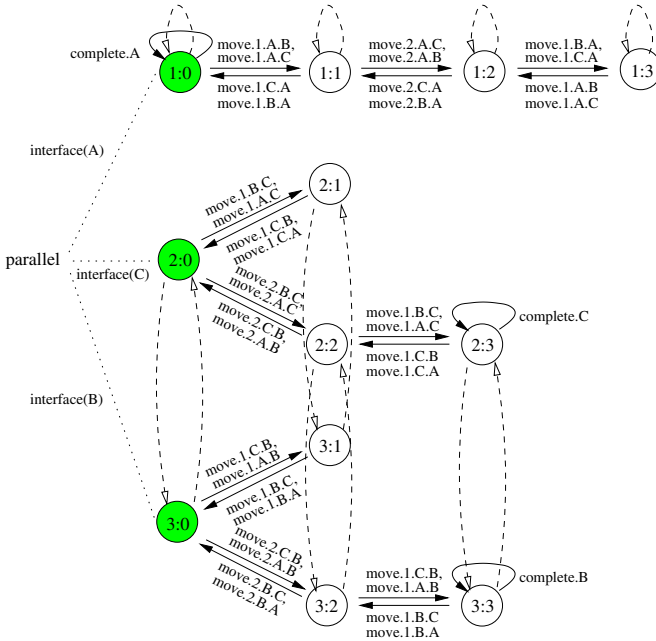 complete.A
1:0
move.1.A.B,
move.1.A.C
move.1.C.A
move.1.B.A
1:1
move.2.A.C,
move.2.A.B
move.2.C.A
move.2.B.A
1:2
move.1.B.A,
move.1.C.A
move.1.A.B
move.1.A.C
1:3
interface(A)
parallel
interface(C)
interface(B)
2:0
move.1.B.C,
move.1.A.C
move.1.C.B,
move.1.C.A
2:1
move.2.B.C,
move.2.A.C
move.2.C.B,
move.2.A.B
2:2
move.1.B.C,
move.1.A.C
move.1.C.B
move.1.C.A
2:3
complete.C
3:0
move.1.C.B,
move.1.A.B
move.1.B.C,
move.1.B.A
3:1
move.2.C.B,
move.2.A.B
move.2.B.C,
move.2.B.A
3:2
move.1.C.B,
move.1.A.B
move.1.B.C
move.1.B.A
3:3
complete.B